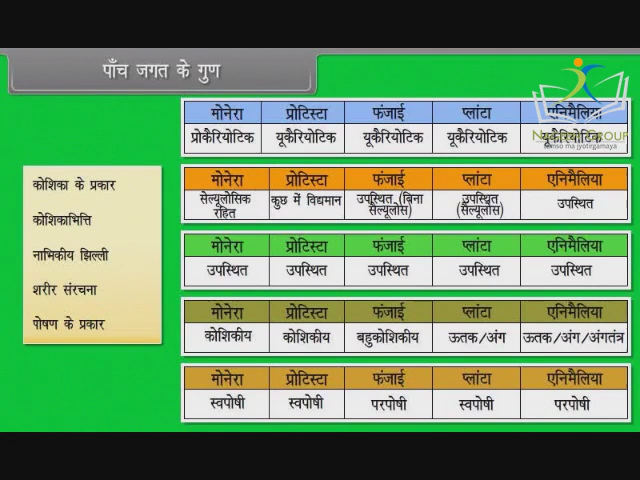 पाँच जगत के गुण
मोनेरा प्रोटिस्टा फंजाई प्लांटा एनिमैलिया
प्रोकैरियोटिक यूकैरियोटिक यूकैरियोटिक यूकैरियोटिक यूकैरियोटिक
कोशिका के प्रकार
कोशिकाभित्ति
नाभिकीय झिल्ली
शरीर संरचना
पोषण के प्रकार
मोनेरा प्रोटिस्टा फंजाई प्लांटा एनिमैलिया
सेल्यूलोसिक रहित कुछ में विद्यमान उपस्थित (बिना सेल्यूलोस) उपस्थित (सेल्यूलोस) उपस्थित
मोनेरा प्रोटिस्टा फंजाई प्लांटा एनिमैलिया
उपस्थित उपस्थित उपस्थित उपस्थित उपस्थित
मोनेरा प्रोटिस्टा फंजाई प्लांटा एनिमैलिया
कोशिकीय कोशिकीय बहुकोशिकीय ऊतक/अंग ऊतक/अंग/अंगतंत्र
मोनेरा प्रोटिस्टा फंजाई प्लांटा एनिमैलिया
स्वपोषी स्वपोषी परपोषी स्वपोषी परपोषी